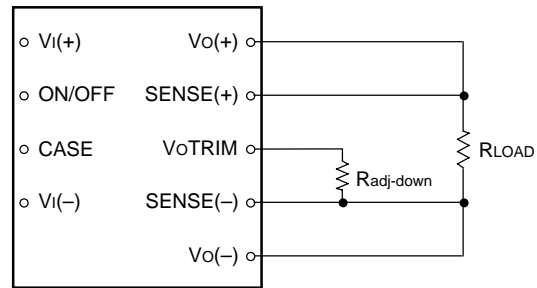 VI(+)
VO(+)
ON/OFF
SENSE(+)
CASE
VOTRIM
RLOAD
Radj-down
VI(–)
SENSE(–)
VO(–)